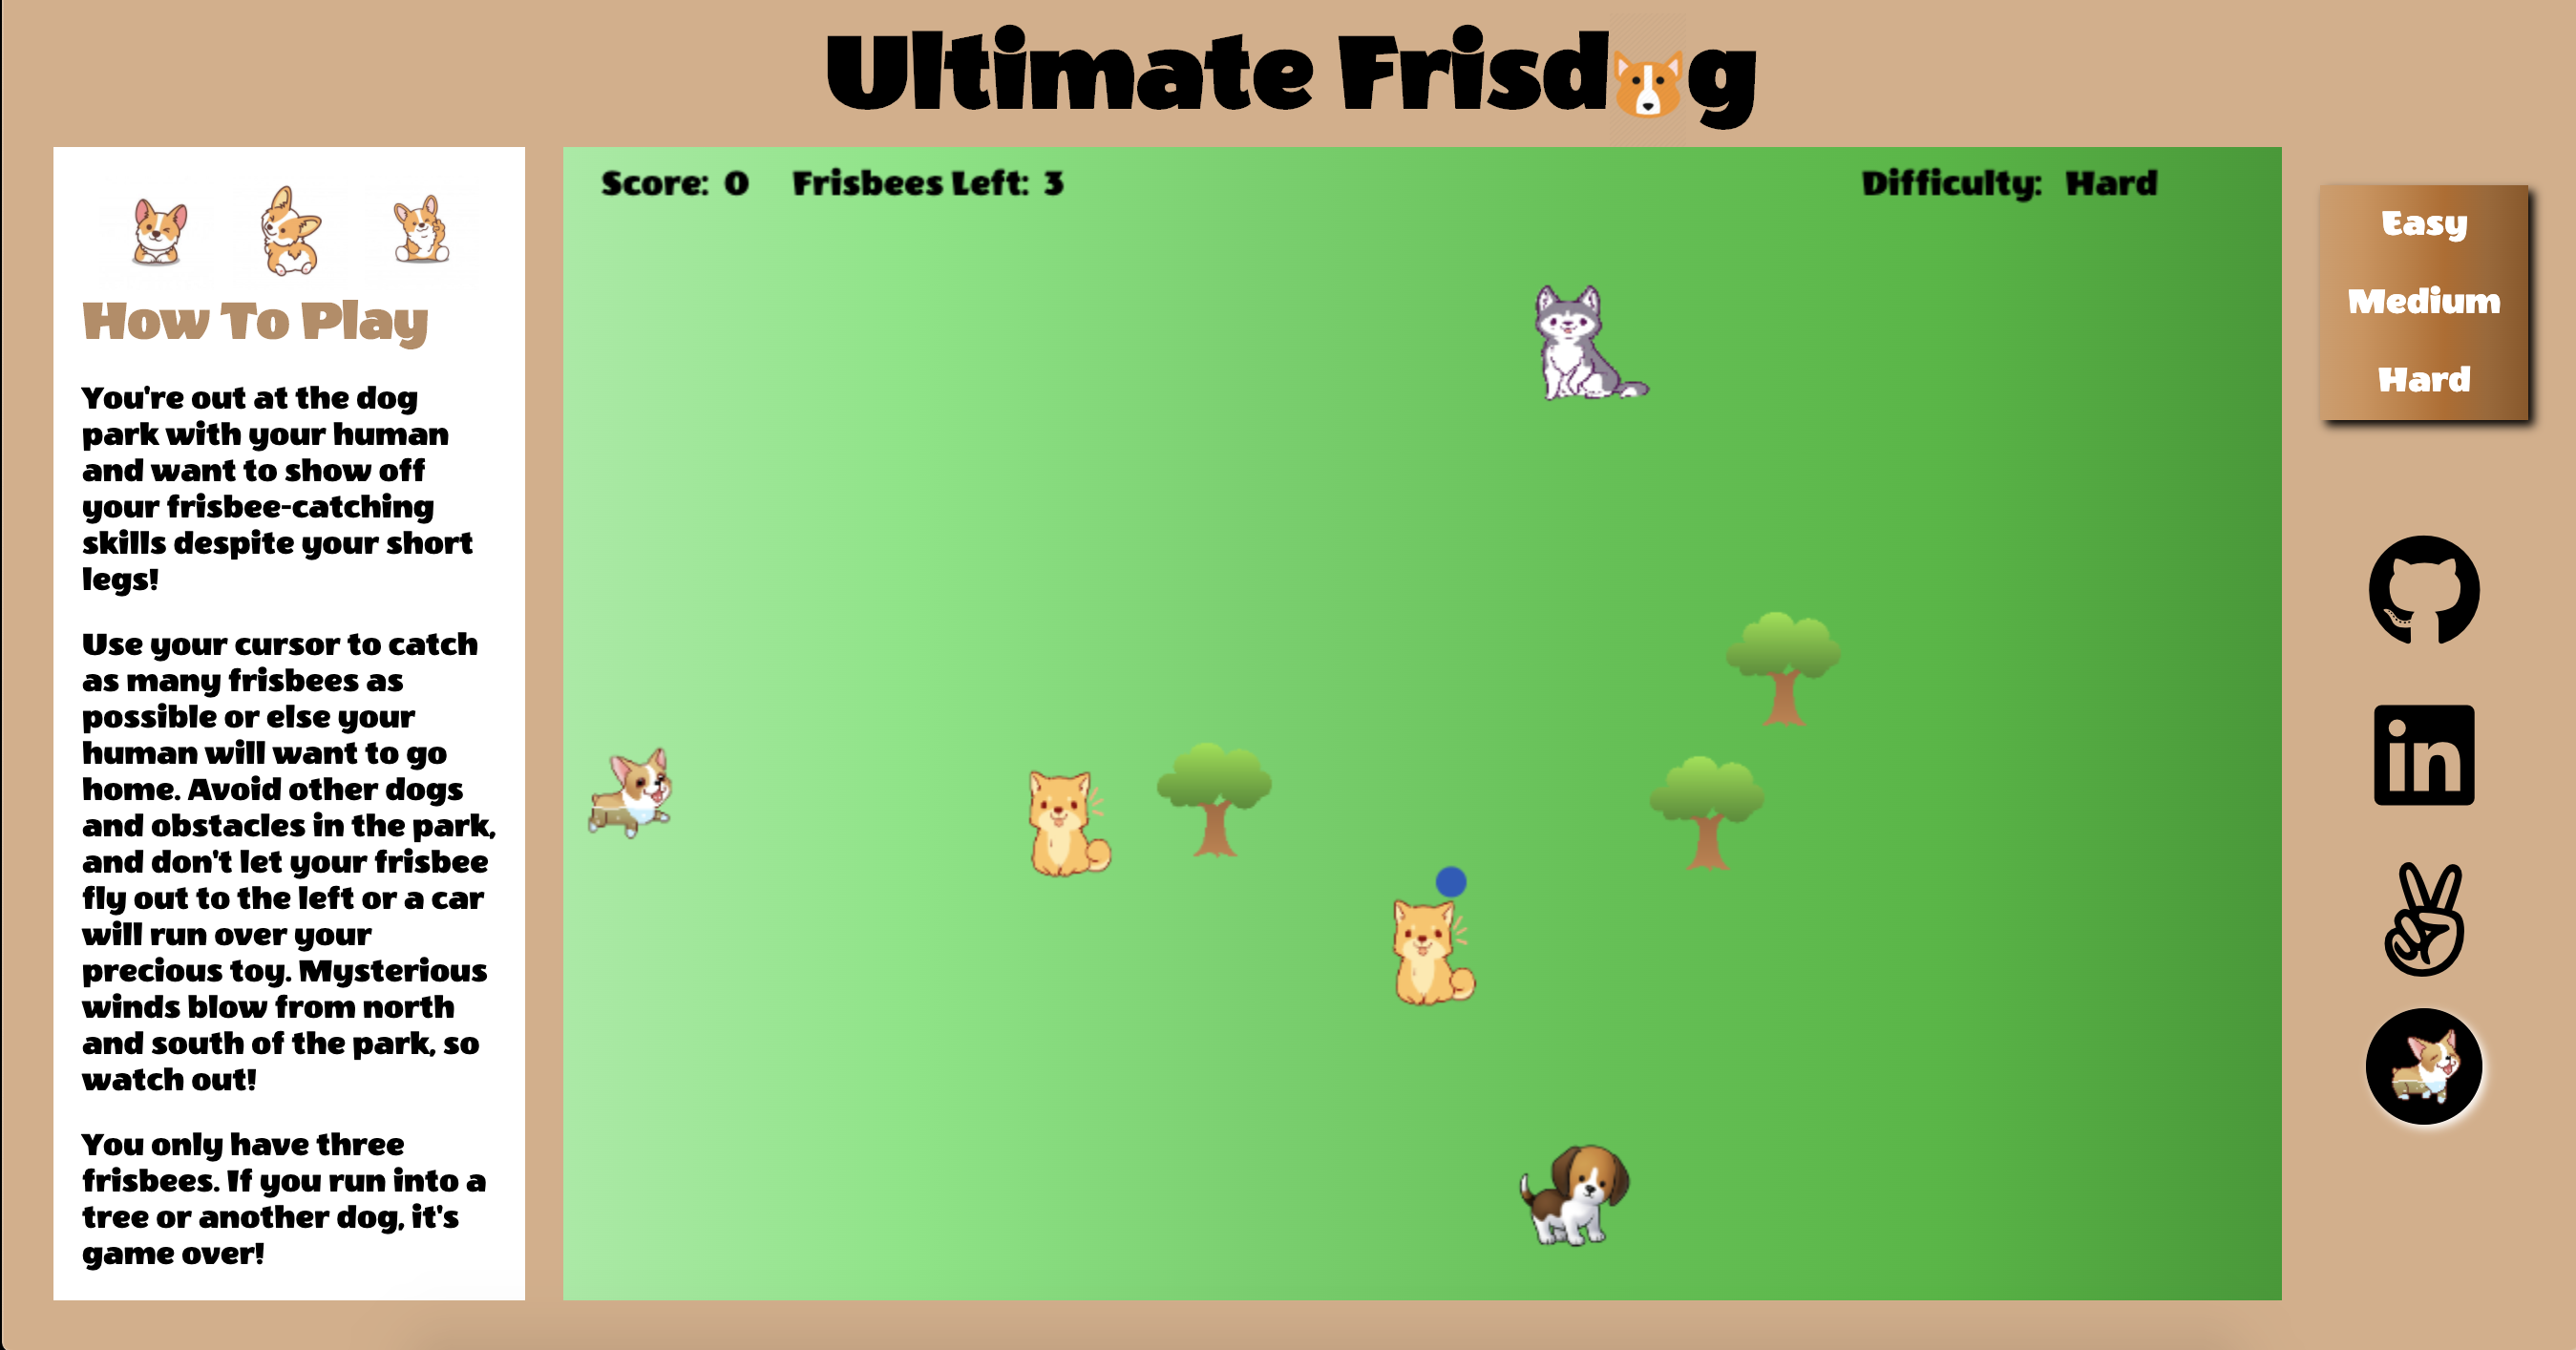 Ultimate Frisd g
How To Play
You're out at the dog
park with your human
and want to show off
your frisbee-catching
skills despite your short
legs!
Use your cursor to catch
as many frisbees as
possible or else your
human will want to go
home. Avoid other dogs
and obstacles in the park,
and don't let your frisbee
fly out to the left or a car
will run over your
precious toy. Mysterious
winds blow from north
and south of the park, so
watch out!
You only have three
frisbees. If you run into a
tree or another dog, it's
game over!
Score: 0 Frisbees Left: 3 Difficulty: Hard
Easy
Medium
Hard
in